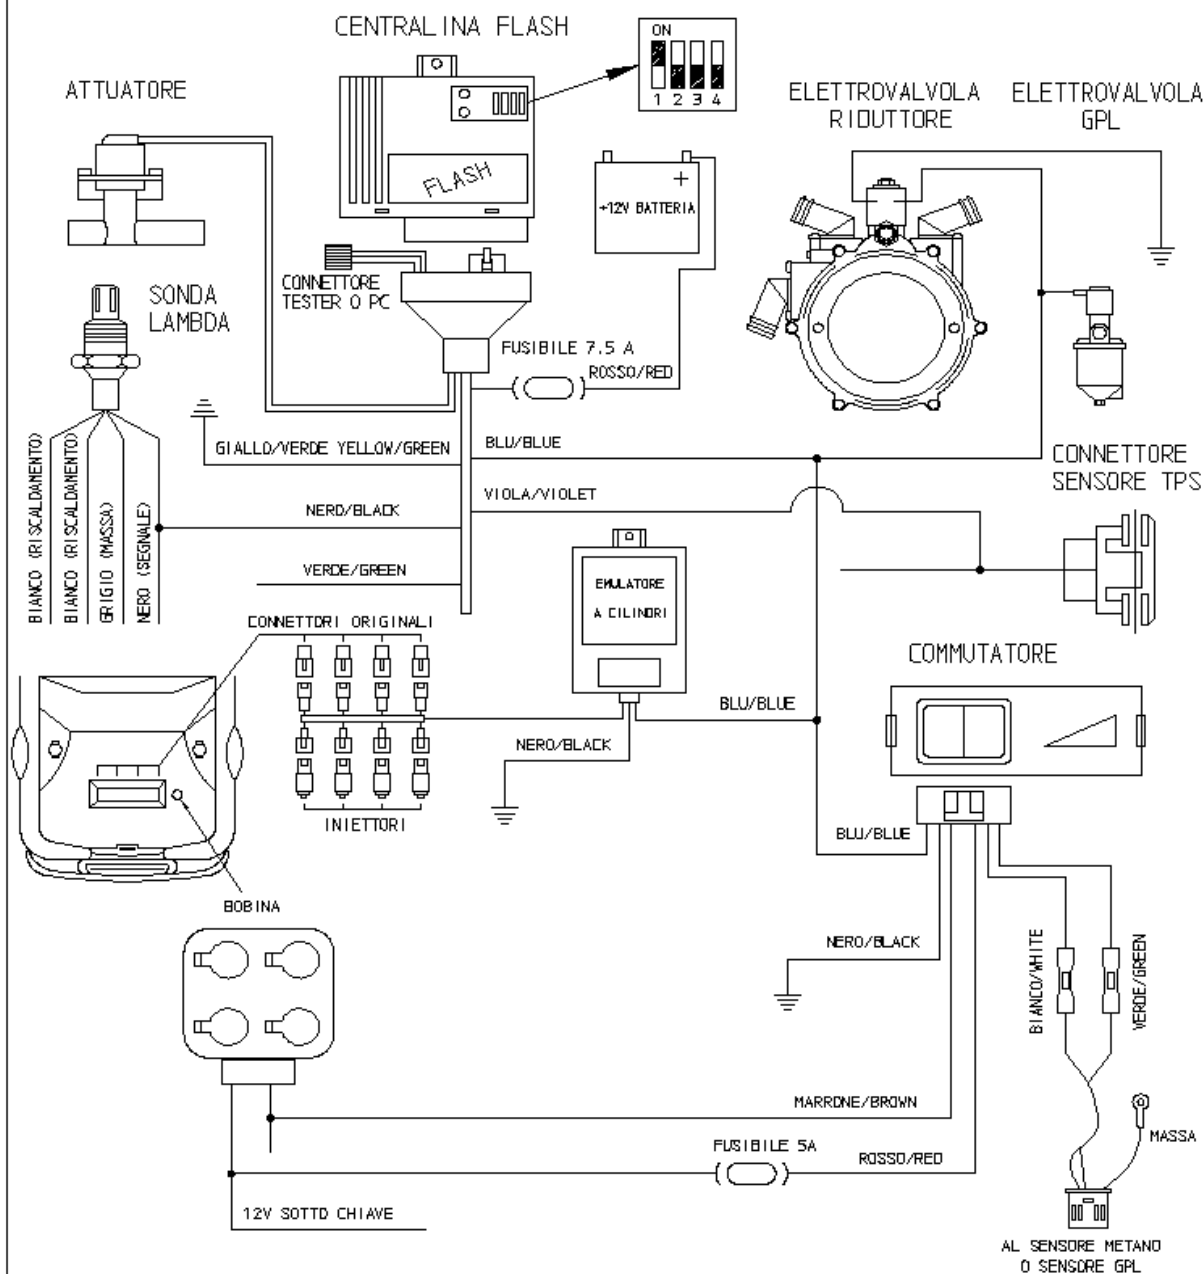 CENTRALINA FLASH
ON
1 2 3 4
ATTUATORE
ELETTROVALVOLA
RIDUTTORE
ELETTROVALVOLA
GPL
FLASH
+
+12V BATTERIA
CONNETTORE
TESTER O PC
SONDA
LAMBDA
FUSIBILE 7.5 A
ROSSO/RED
GIALLO/VERDE YELLOW/GREEN
BLU/BLUE
CONNETTORE
SENSORE TPS
VIOLA/VIOLET
NERO/BLACK
BIANCO (RISCALDAMENTO)
BIANCO (RISCALDAMENTO)
GRIGIO (MASSA)
NERO (SEGNALE)
VERDE/GREEN
EMULATORE
A CILINDRI
CONNETTORI ORIGINALI
COMMUTATORE
BLU/BLUE
NERO/BLACK
INIETTORI
BLU/BLUE
BOBINA
NERO/BLACK
BIANCO/WHITE
VERDE/GREEN
MARRONE/BROWN
MASSA
FUSIBILE 5A
ROSSO/RED
12V SOTTO CHIAVE
AL SENSORE METANO
O SENSORE GPL